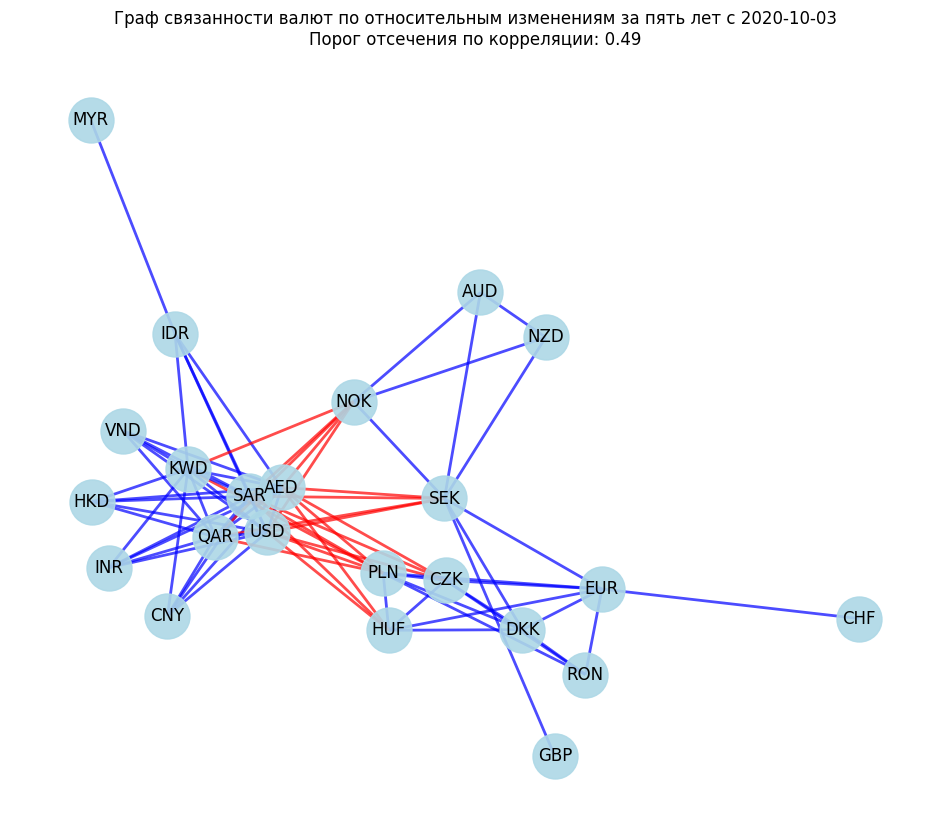 Граф связанности валют по относительным изменениям за пять лет с 2020-10-03
Порог отсечения по корреляции: 0.49
MYR
AUD
IDR
NZD
NOK
VND
KWD
AED
SAR
SEK
HKD
USD
QAR
INR
PLN
CZK
EUR
CNY
CHF
HUF
DKK
RON
GBP